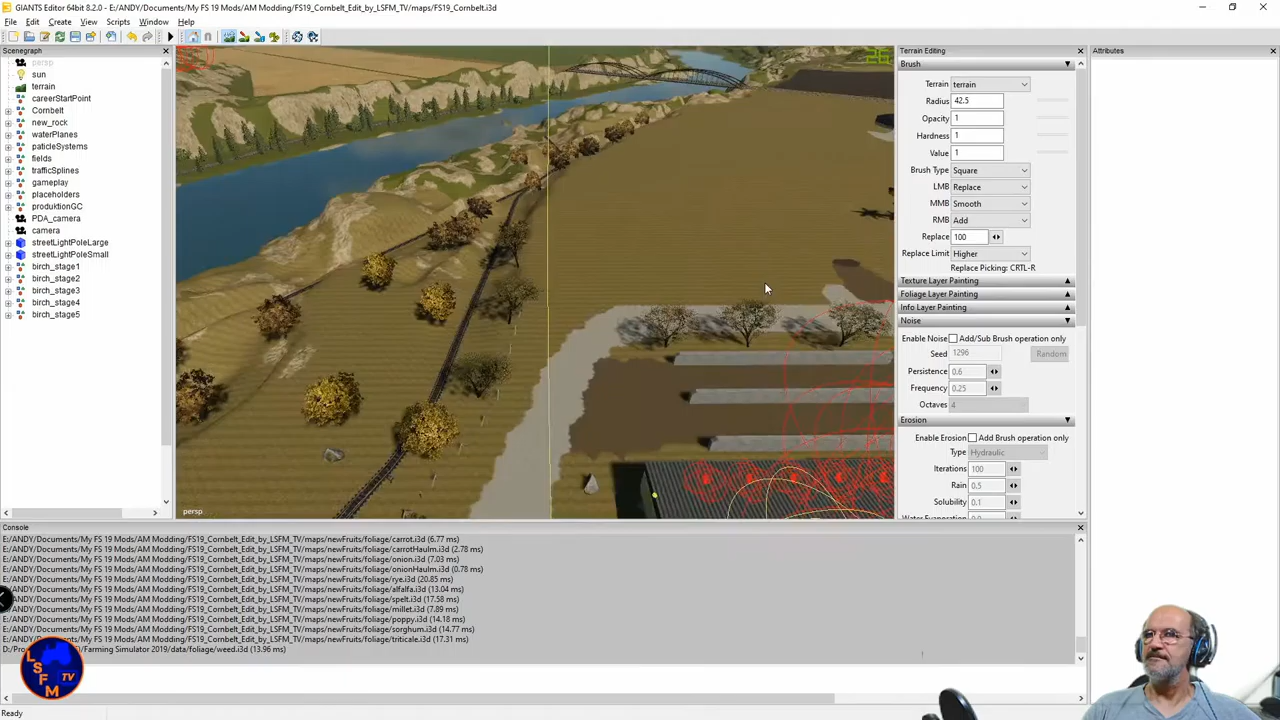 GIANTS Editor 64bit 8.2.0 - E:/ANDY/Documents/My FS 19 Mods/AM Modding/FS19_Cornbelt_Edit_by_LSFM_TV/maps/FS19_Cornbelt.i3d
File Edit Create View Scripts Window Help
Scenegraph
persp
sun
terrain
careerStartPoint
Cornbelt
new_rock
waterPlanes
paticleSystems
fields
trafficSplines
gameplay
placeholders
produktionGC
PDA_camera
camera
streetLightPoleLarge
streetLightPoleSmall
birch_stage1
birch_stage2
birch_stage3
birch_stage4
birch_stage5
persp
Terrain Editing
Brush
Terrain terrain
Radius 42.5
Opacity 1
Hardness 1
Value 1
Brush Type Square
LMB Replace
MMB Smooth
RMB Add
Replace 100
Replace Limit Higher
Replace Picking: CRTL-R
Texture Layer Painting
Foliage Layer Painting
Info Layer Painting
Noise
Enable Noise Add/Sub Brush operation only
Seed 1296 Random
Persistence 0.6
Frequency 0.25
Octaves 4
Erosion
Enable Erosion Add Brush operation only
Type Hydraulic
Iterations 100
Rain 0.5
Solubility 0.1
Water Evaporation
Attributes
Console
E:/ANDY/Documents/My FS 19 Mods/AM Modding/FS19_Cornbelt_Edit_by_LSFM_TV/maps/newFruits/foliage/carrot.i3d (6.77 ms)
E:/ANDY/Documents/My FS 19 Mods/AM Modding/FS19_Cornbelt_Edit_by_LSFM_TV/maps/newFruits/foliage/carrotHaulm.i3d (2.78 ms)
E:/ANDY/Documents/My FS 19 Mods/AM Modding/FS19_Cornbelt_Edit_by_LSFM_TV/maps/newFruits/foliage/onion.i3d (7.03 ms)
E:/ANDY/Documents/My FS 19 Mods/AM Modding/FS19_Cornbelt_Edit_by_LSFM_TV/maps/newFruits/foliage/onionHaulm.i3d (0.78 ms)
E:/ANDY/Documents/My FS 19 Mods/AM Modding/FS19_Cornbelt_Edit_by_LSFM_TV/maps/newFruits/foliage/rye.i3d (20.85 ms)
E:/ANDY/Documents/My FS 19 Mods/AM Modding/FS19_Cornbelt_Edit_by_LSFM_TV/maps/newFruits/foliage/alfalfa.i3d (13.04 ms)
E:/ANDY/Documents/My FS 19 Mods/AM Modding/FS19_Cornbelt_Edit_by_LSFM_TV/maps/newFruits/foliage/spelt.i3d (17.58 ms)
E:/ANDY/Documents/My FS 19 Mods/AM Modding/FS19_Cornbelt_Edit_by_LSFM_TV/maps/newFruits/foliage/millet.i3d (7.89 ms)
E:/ANDY/Documents/My FS 19 Mods/AM Modding/FS19_Cornbelt_Edit_by_LSFM_TV/maps/newFruits/foliage/poppy.i3d (14.18 ms)
E:/ANDY/Documents/My FS 19 Mods/AM Modding/FS19_Cornbelt_Edit_by_LSFM_TV/maps/newFruits/foliage/sorghum.i3d (14.77 ms)
E:/ANDY/Documents/My FS 19 Mods/AM Modding/FS19_Cornbelt_Edit_by_LSFM_TV/maps/newFruits/foliage/triticale.i3d (17.31 ms)
Farming Simulator 2019/data/foliage/weed.i3d (13.96 ms)
LSFM TV
Ready